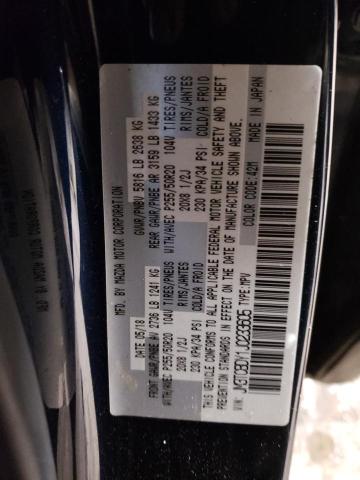 MFD. BY MAZDA MOTOR CORPORATION
DATE 05/18 GVWR/PNBV 5816 LB 2638 KG
FRONT GAWR/PNBE AV 2736 LB 1241 KG REAR GAWR/PNBE AR 3159 LB 1433 KG
WITH/AVEC P255/50R20 104V TIRES/PNEUS WITH/AVEC P255/50R20 104V TIRES/PNEUS
20X8 1/2J RIMS/JANTES 20X8 1/2J RIMS/JANTES
230 KPA/34 PSI COLD/A FROID 230 KPA/34 PSI COLD/A FROID
THIS VEHICLE CONFORMS TO ALL APPLICABLE FEDERAL MOTOR VEHICLE SAFETY AND THEFT
PREVENTION STANDARDS IN EFFECT ON THE DATE OF MANUFACTURE SHOWN ABOVE.
VIN: JM3TCBDY1J0233605 TYPE: MPV
COLOR CODE: 42M MADE IN JAPAN